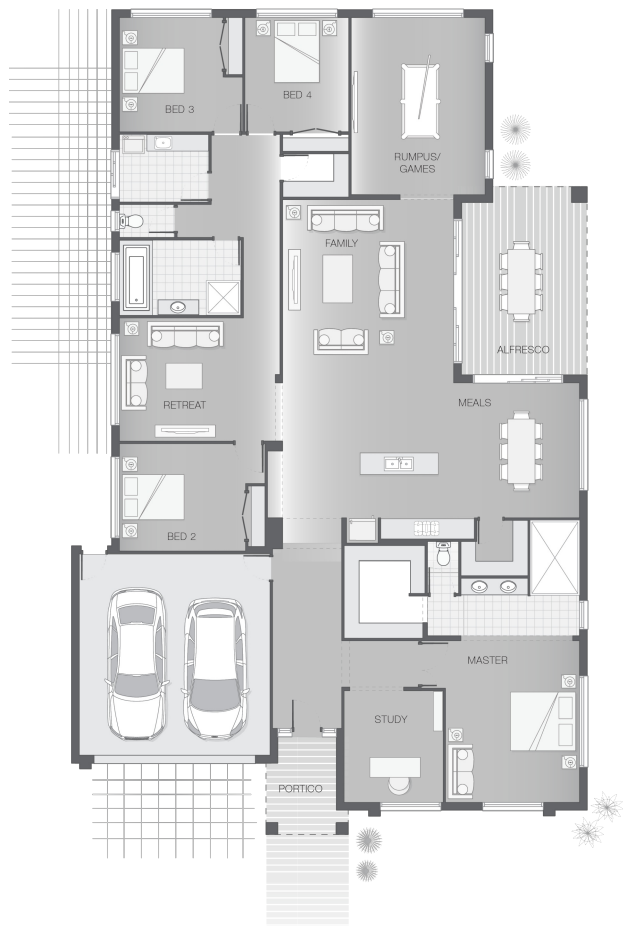 BED 3
BED 4
RUMPUS/
GAMES
FAMILY
ALFRESCO
RETREAT
MEALS
BED 2
MASTER
STUDY
PORTICO